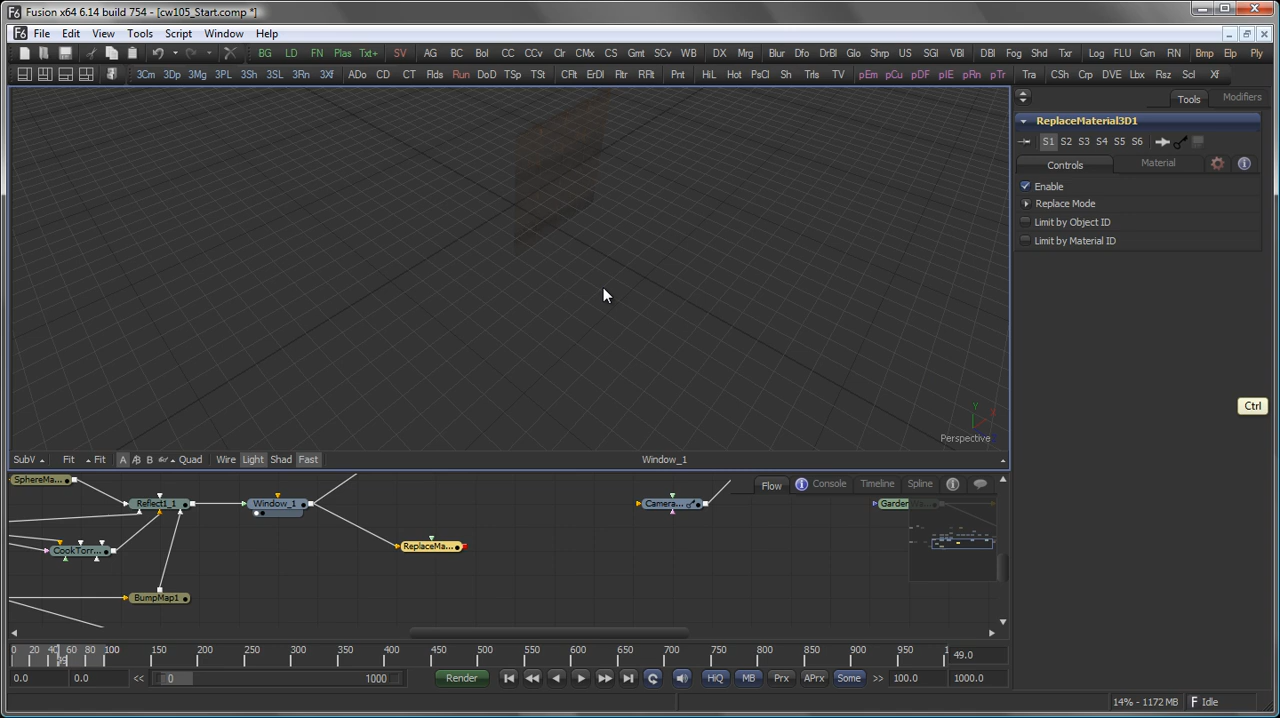 Fusion x64 6.14 build 754 - [cw105_Start.comp *]
File Edit View Tools Script Window Help
BG LD FN Plas Txt+ SV AG BC Bol CC CCv Clr CMx CS Gmt SCv WB DX Mrg Blur Dfo DrBl Glo Shrp US SGl VBl DBl Fog Shd Txr Log FLU Gm RN Bmp Elp Ply
3Cm 3Dp 3Mg 3PL 3Sh 3SL 3Rn 3Xf ADo CD CT Flds Run DoD TSp TSt CFlt ErDl Fltr RFlt Pnt HiL Hot PsCl Sh Trls TV pEm pCu pDF pIE pRn pTr Tra CSh Crp DVE Lbx Rsz Scl Xf
Tools Modifiers
ReplaceMaterial3D1
S1 S2 S3 S4 S5 S6
Controls Material
Enable
Replace Mode
Limit by Object ID
Limit by Material ID
Ctrl
Y
X
Perspective
SubV Fit Fit A B Quad Wire Light Shad Fast Window_1
Flow Console Timeline Spline
SphereMa...
Reflect1_1 Window_1 Camera...
ReplaceMa...
CookTorr...
BumpMap1
0 20 40 60 80 100 150 200 250 300 350 400 450 500 550 600 650 700 750 800 850 900 950 1 49.0
0.0 0.0 << 0 1000 Render HiQ MB Prx APrx Some >> 100.0 1000.0
14% - 1172 MB Idle